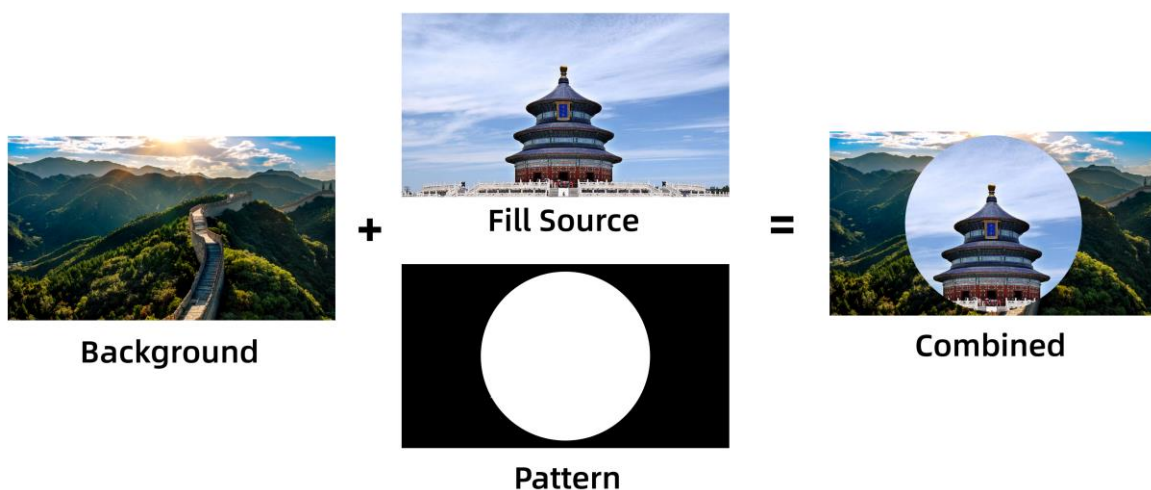 Background
+
Fill Source
Pattern
=
Combined